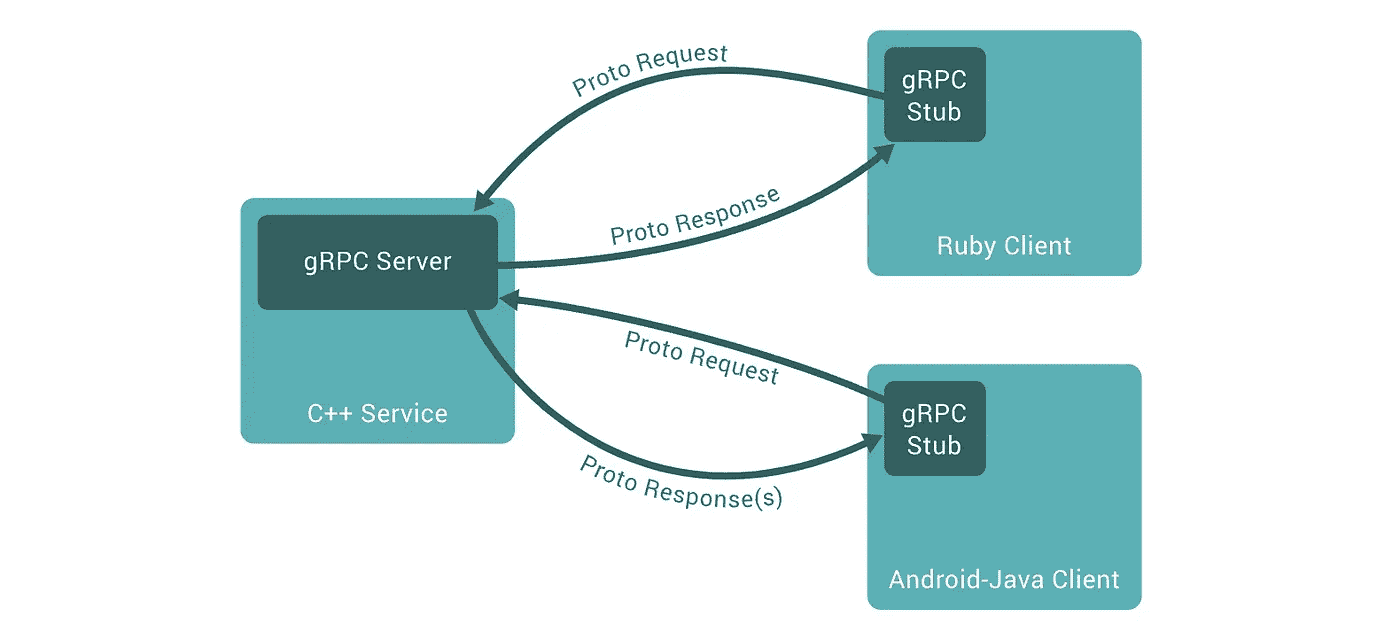 Proto Request
gRPC
Stub
Proto Response
Ruby Client
gRPC Server
C++ Service
Proto Request
gRPC
Stub
Proto Response(s)
Android-Java Client